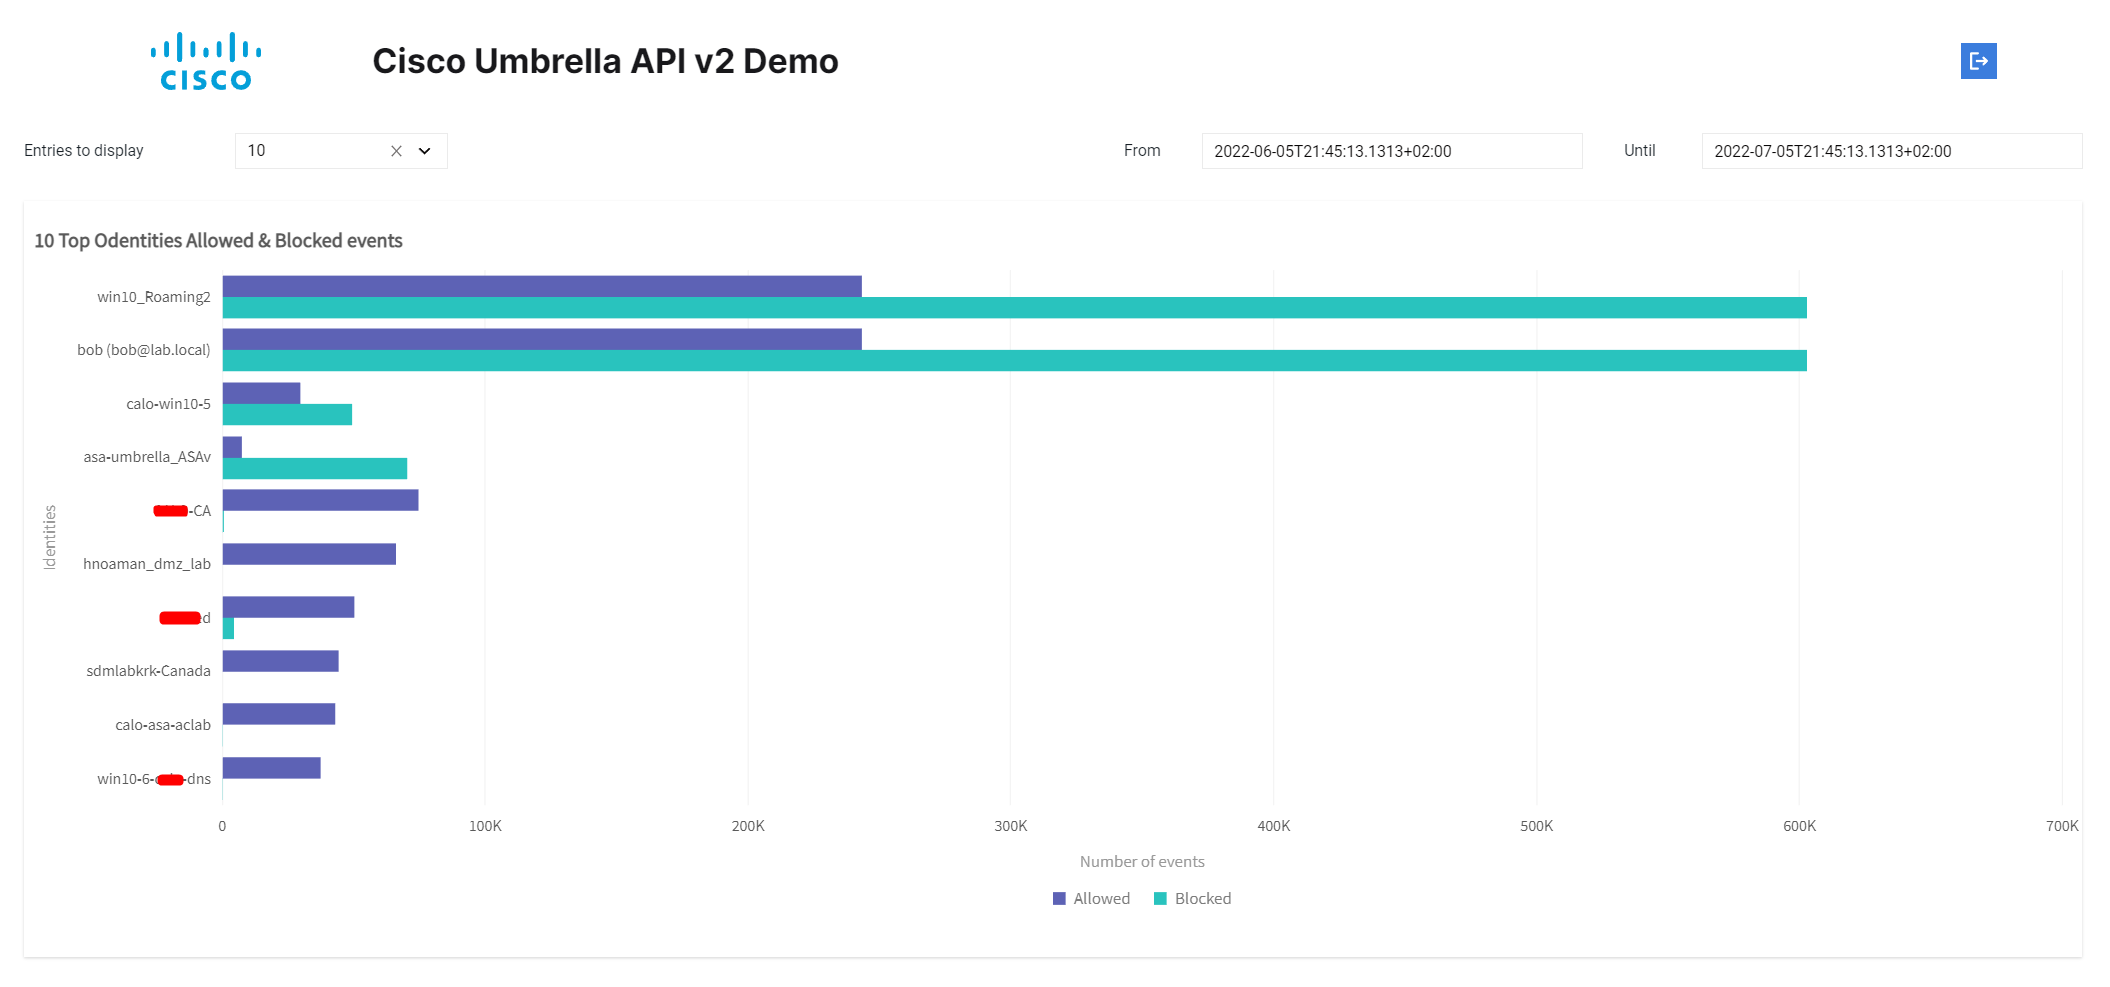 CISCO
Cisco Umbrella API v2 Demo
Entries to display
10
From
2022-06-05T21:45:13.1313+02:00
Until
2022-07-05T21:45:13.1313+02:00
10 Top Odentities Allowed & Blocked events
Identities
win10_Roaming2
bob (bob@lab.local)
calo-win10-5
asa-umbrella_ASAv
-CA
hnoaman_dmz_lab
d
sdmlabkrk-Canada
calo-asa-aclab
win10-6- -dns
0
100K
200K
300K
400K
500K
600K
700K
Number of events
Allowed
Blocked